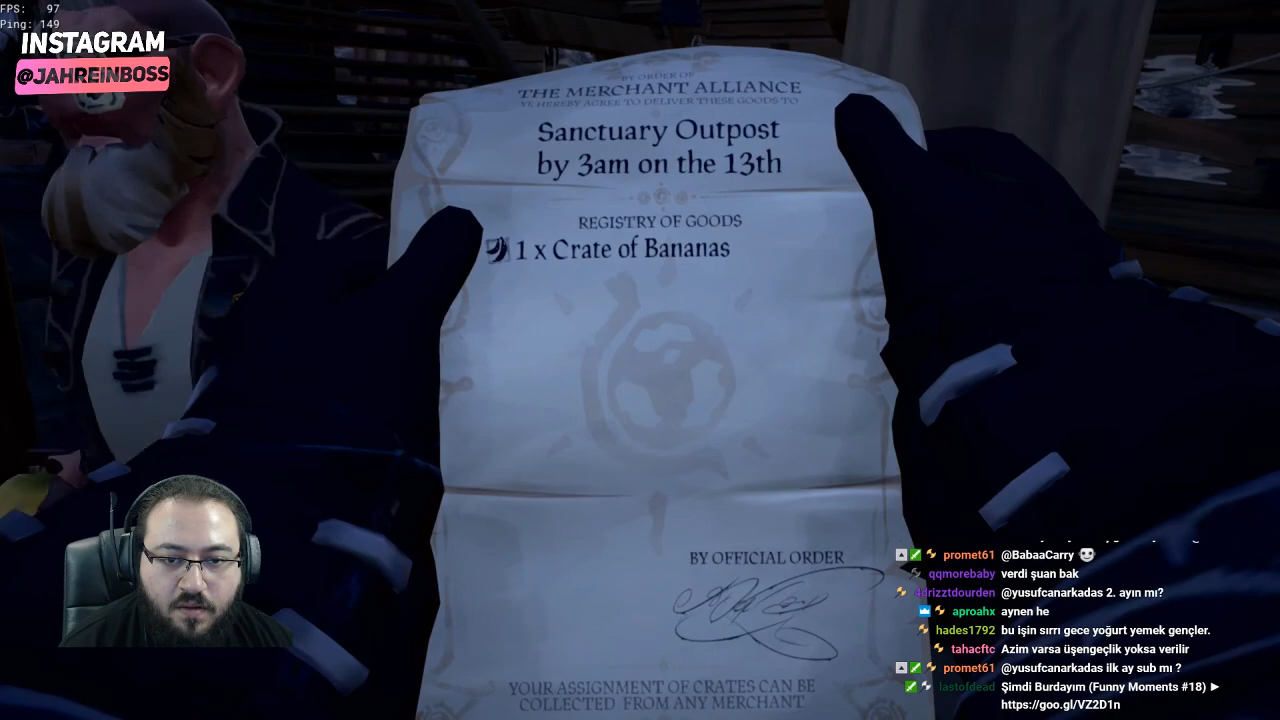 FPS: 97
Ping: 149
INSTAGRAM
@JAHREINBOSS
BY ORDER OF
THE MERCHANT ALLIANCE
YE HEREBY AGREE TO DELIVER THESE GOODS TO
Sanctuary Outpost
by 3am on the 13th
REGISTRY OF GOODS
1 x Crate of Bananas
BY OFFICIAL ORDER
YOUR ASSIGNMENT OF CRATES CAN BE
COLLECTED FROM ANY MERCHANT
promet61 @BabaaCarry
qqmorebaby verdi şuan bak
4drizztdourden @yusufcanarkadas 2. ayın mı?
aproahx aynen he
hades1792 bu işin sırrı gece yoğurt yemek gençler.
tahacftc Azim varsa üşengeçlik yoksa verilir
promet61 @yusufcanarkadas ilk ay sub mı ?
lastofdead Şimdi Burdayım (Funny Moments #18) ►
https://goo.gl/VZ2D1n